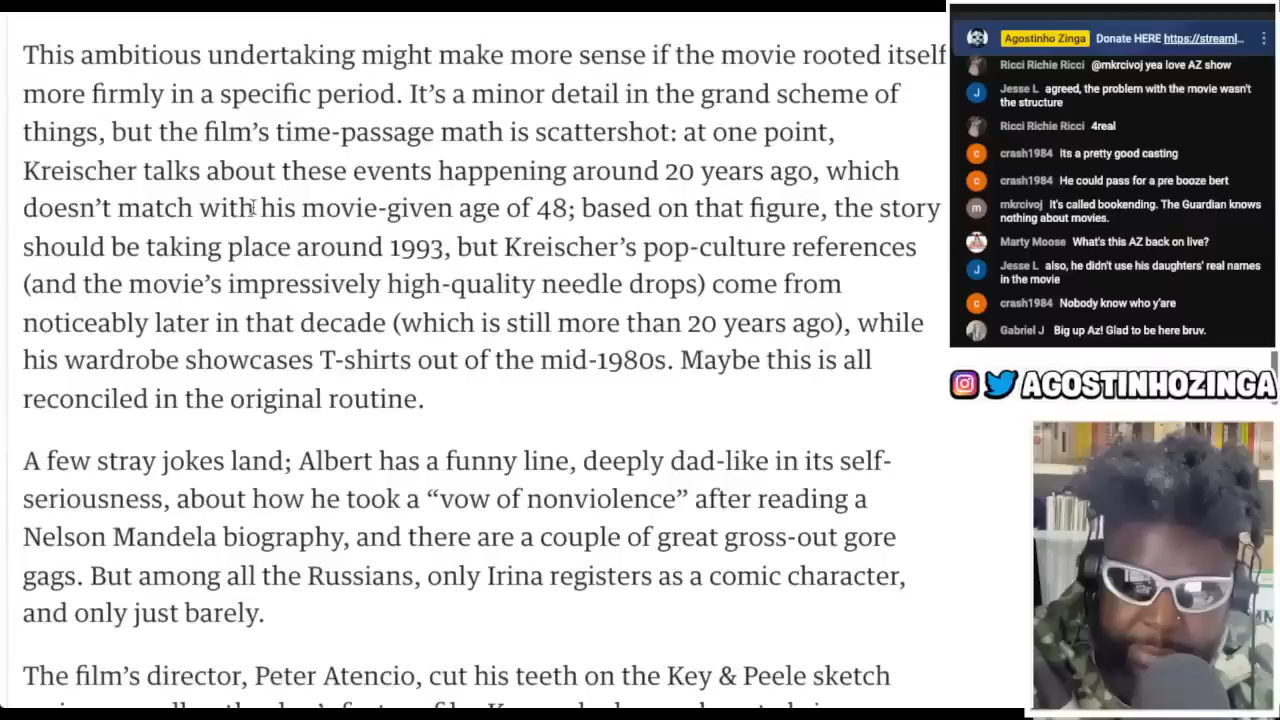 This ambitious undertaking might make more sense if the movie rooted itself
more firmly in a specific period. It’s a minor detail in the grand scheme of
things, but the film’s time-passage math is scattershot: at one point,
Kreischer talks about these events happening around 20 years ago, which
doesn’t match with his movie-given age of 48; based on that figure, the story
should be taking place around 1993, but Kreischer’s pop-culture references
(and the movie’s impressively high-quality needle drops) come from
noticeably later in that decade (which is still more than 20 years ago), while
his wardrobe showcases T-shirts out of the mid-1980s. Maybe this is all
reconciled in the original routine.
A few stray jokes land; Albert has a funny line, deeply dad-like in its self-
seriousness, about how he took a “vow of nonviolence” after reading a
Nelson Mandela biography, and there are a couple of great gross-out gore
gags. But among all the Russians, only Irina registers as a comic character,
and only just barely.
The film’s director, Peter Atencio, cut his teeth on the Key & Peele sketch
Agostinho Zinga Donate HERE https://streaml...
Ricci Richie Ricci @mkrcivoj yea love AZ show
J Jesse L agreed, the problem with the movie wasn't
the structure
Ricci Richie Ricci 4real
c crash1984 Its a pretty good casting
c crash1984 He could pass for a pre booze bert
m mkrcivoj It's called bookending. The Guardian knows
nothing about movies.
Marty Moose What's this AZ back on live?
J Jesse L also, he didn't use his daughters' real names
in the movie
c crash1984 Nobody know who y'are
Gabriel J Big up Az! Glad to be here bruv.
AGOSTINHOZINGA